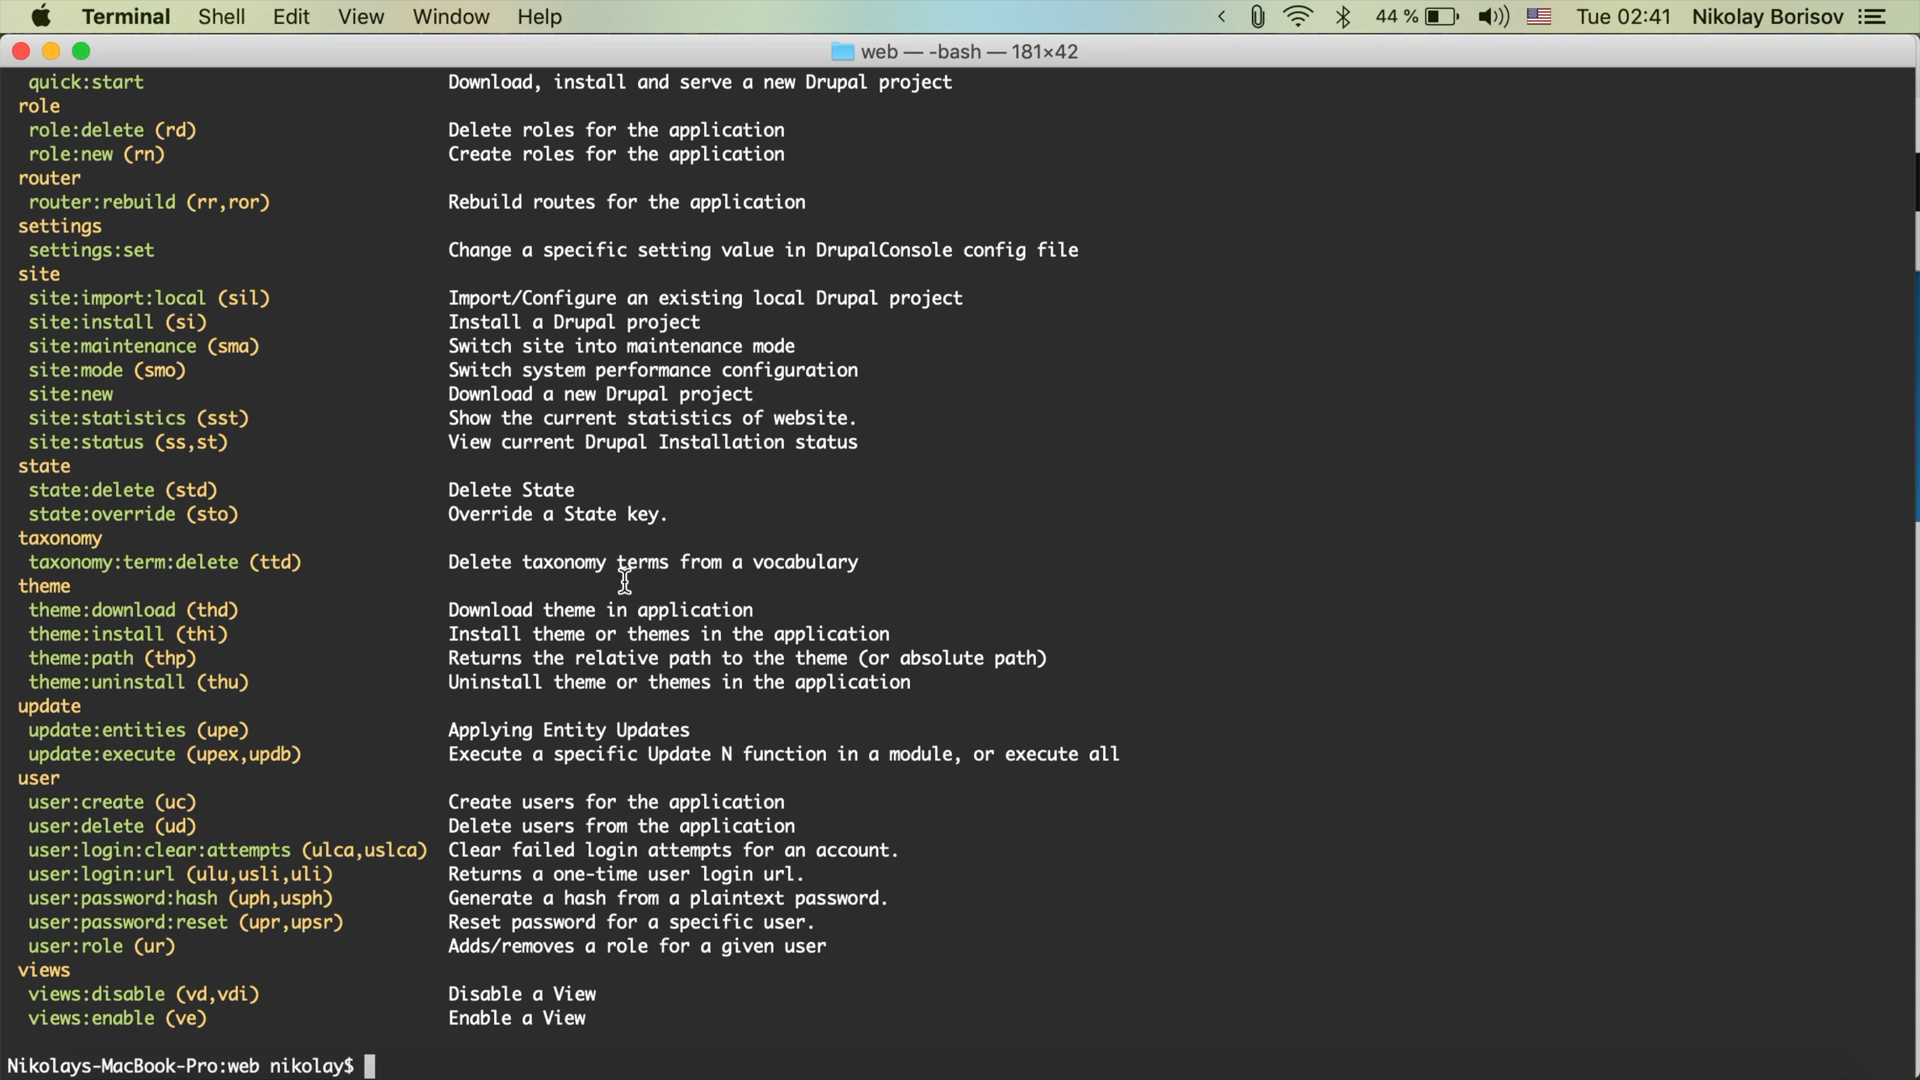 Terminal Shell Edit View Window Help 44 % Tue 02:41 Nikolay Borisov
web — -bash — 181×42
quick:start Download, install and serve a new Drupal project
role
role:delete (rd) Delete roles for the application
role:new (rn) Create roles for the application
router
router:rebuild (rr,ror) Rebuild routes for the application
settings
settings:set Change a specific setting value in DrupalConsole config file
site
site:import:local (sil) Import/Configure an existing local Drupal project
site:install (si) Install a Drupal project
site:maintenance (sma) Switch site into maintenance mode
site:mode (smo) Switch system performance configuration
site:new Download a new Drupal project
site:statistics (sst) Show the current statistics of website.
site:status (ss,st) View current Drupal Installation status
state
state:delete (std) Delete State
state:override (sto) Override a State key.
taxonomy
taxonomy:term:delete (ttd) Delete taxonomy terms from a vocabulary
theme
theme:download (thd) Download theme in application
theme:install (thi) Install theme or themes in the application
theme:path (thp) Returns the relative path to the theme (or absolute path)
theme:uninstall (thu) Uninstall theme or themes in the application
update
update:entities (upe) Applying Entity Updates
update:execute (upex,updb) Execute a specific Update N function in a module, or execute all
user
user:create (uc) Create users for the application
user:delete (ud) Delete users from the application
user:login:clear:attempts (ulca,uslca) Clear failed login attempts for an account.
user:login:url (ulu,usli,uli) Returns a one-time user login url.
user:password:hash (uph,usph) Generate a hash from a plaintext password.
user:password:reset (upr,upsr) Reset password for a specific user.
user:role (ur) Adds/removes a role for a given user
views
views:disable (vd,vdi) Disable a View
views:enable (ve) Enable a View
Nikolays-MacBook-Pro:web nikolay$